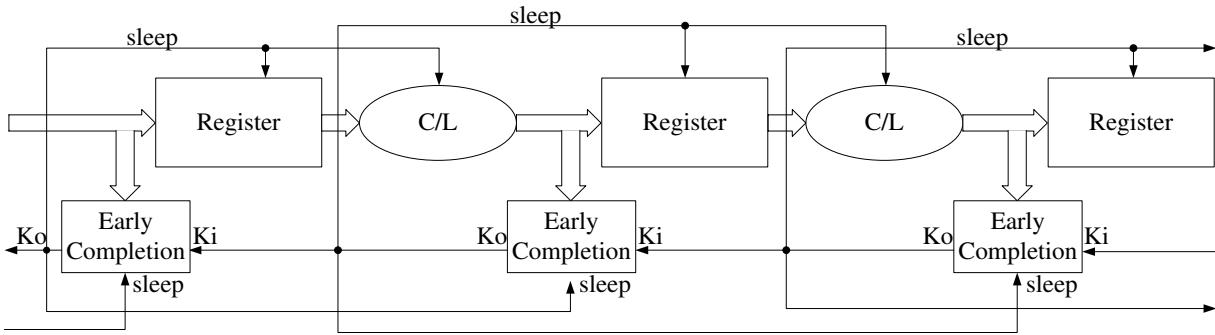 sleep
sleep
sleep
Register
C/L
Register
C/L
Register
Early
Completion
Early
Completion
Early
Completion
Ko
Ki
Ko
Ki
Ko
Ki
sleep
sleep
sleep